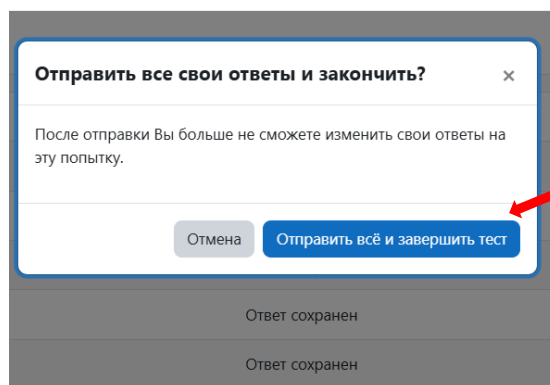 Отправить все свои ответы и закончить? ×
После отправки Вы больше не сможете изменить свои ответы на
эту попытку.
Отмена Отправить всё и завершить тест
Ответ сохранен
Ответ сохранен